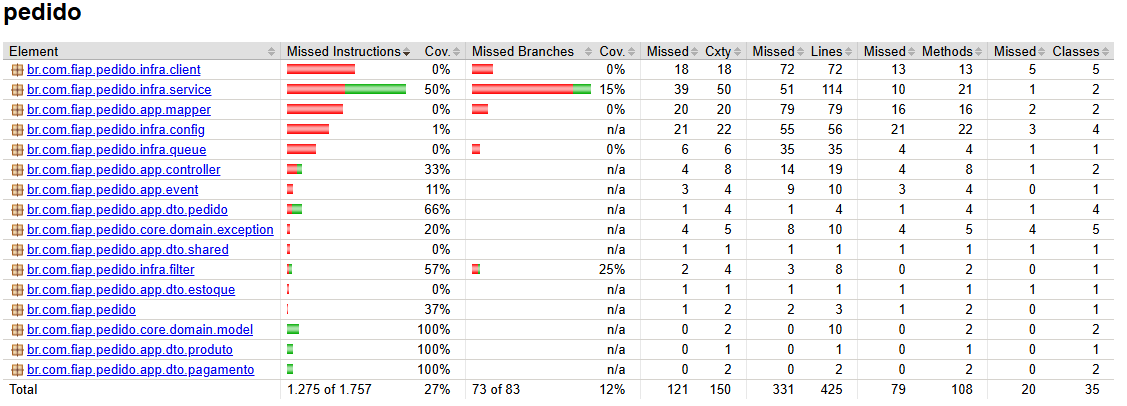 pedido
Element Missed Instructions Cov. Missed Branches Cov. Missed Cxty Missed Lines Missed Methods Missed Classes
br.com.fiap.pedido.infra.client 0% 0% 18 18 72 72 13 13 5 5
br.com.fiap.pedido.infra.service 50% 15% 39 50 51 114 10 21 1 2
br.com.fiap.pedido.app.mapper 0% 0% 20 20 79 79 16 16 2 2
br.com.fiap.pedido.infra.config 1% n/a 21 22 55 56 21 22 3 4
br.com.fiap.pedido.infra.queue 0% 0% 6 6 35 35 4 4 1 1
br.com.fiap.pedido.app.controller 33% n/a 4 8 14 19 4 8 1 2
br.com.fiap.pedido.app.event 11% n/a 3 4 9 10 3 4 0 1
br.com.fiap.pedido.app.dto.pedido 66% n/a 1 4 1 4 1 4 1 4
br.com.fiap.pedido.core.domain.exception 20% n/a 4 5 8 10 4 5 4 5
br.com.fiap.pedido.app.dto.shared 0% n/a 1 1 1 1 1 1 1 1
br.com.fiap.pedido.infra.filter 57% 25% 2 4 3 8 0 2 0 1
br.com.fiap.pedido.app.dto.estoque 0% n/a 1 1 1 1 1 1 1 1
br.com.fiap.pedido 37% n/a 1 2 2 3 1 2 0 1
br.com.fiap.pedido.core.domain.model 100% n/a 0 2 0 10 0 2 0 2
br.com.fiap.pedido.app.dto.produto 100% n/a 0 1 0 1 0 1 0 1
br.com.fiap.pedido.app.dto.pagamento 100% n/a 0 2 0 2 0 2 0 2
Total 1.275 of 1.757 27% 73 of 83 12% 121 150 331 425 79 108 20 35